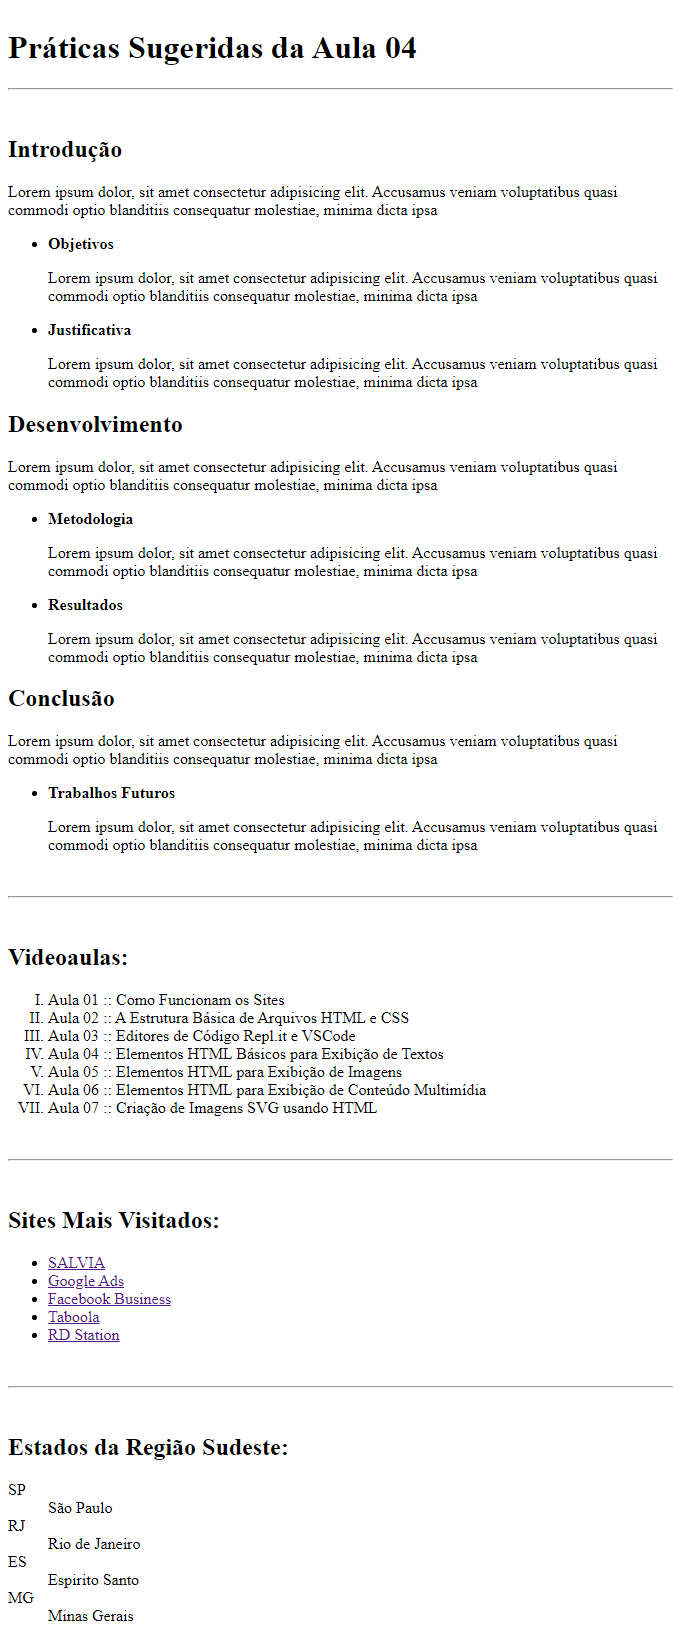 Práticas Sugeridas da Aula 04
Introdução
Lorem ipsum dolor, sit amet consectetur adipisicing elit. Accusamus veniam voluptatibus quasi
commodi optio blanditiis consequatur molestiae, minima dicta ipsa
• Objetivos
Lorem ipsum dolor, sit amet consectetur adipisicing elit. Accusamus veniam voluptatibus quasi
commodi optio blanditiis consequatur molestiae, minima dicta ipsa
• Justificativa
Lorem ipsum dolor, sit amet consectetur adipisicing elit. Accusamus veniam voluptatibus quasi
commodi optio blanditiis consequatur molestiae, minima dicta ipsa
Desenvolvimento
Lorem ipsum dolor, sit amet consectetur adipisicing elit. Accusamus veniam voluptatibus quasi
commodi optio blanditiis consequatur molestiae, minima dicta ipsa
• Metodologia
Lorem ipsum dolor, sit amet consectetur adipisicing elit. Accusamus veniam voluptatibus quasi
commodi optio blanditiis consequatur molestiae, minima dicta ipsa
• Resultados
Lorem ipsum dolor, sit amet consectetur adipisicing elit. Accusamus veniam voluptatibus quasi
commodi optio blanditiis consequatur molestiae, minima dicta ipsa
Conclusão
Lorem ipsum dolor, sit amet consectetur adipisicing elit. Accusamus veniam voluptatibus quasi
commodi optio blanditiis consequatur molestiae, minima dicta ipsa
• Trabalhos Futuros
Lorem ipsum dolor, sit amet consectetur adipisicing elit. Accusamus veniam voluptatibus quasi
commodi optio blanditiis consequatur molestiae, minima dicta ipsa
Videoaulas:
I. Aula 01 :: Como Funcionam os Sites
II. Aula 02 :: A Estrutura Básica de Arquivos HTML e CSS
III. Aula 03 :: Editores de Código Repl.it e VSCode
IV. Aula 04 :: Elementos HTML Básicos para Exibição de Textos
V. Aula 05 :: Elementos HTML para Exibição de Imagens
VI. Aula 06 :: Elementos HTML para Exibição de Conteúdo Multimídia
VII. Aula 07 :: Criação de Imagens SVG usando HTML
Sites Mais Visitados:
• SALVIA
• Google Ads
• Facebook Business
• Taboola
• RD Station
Estados da Região Sudeste:
SP
São Paulo
RJ
Rio de Janeiro
ES
Espirito Santo
MG
Minas Gerais